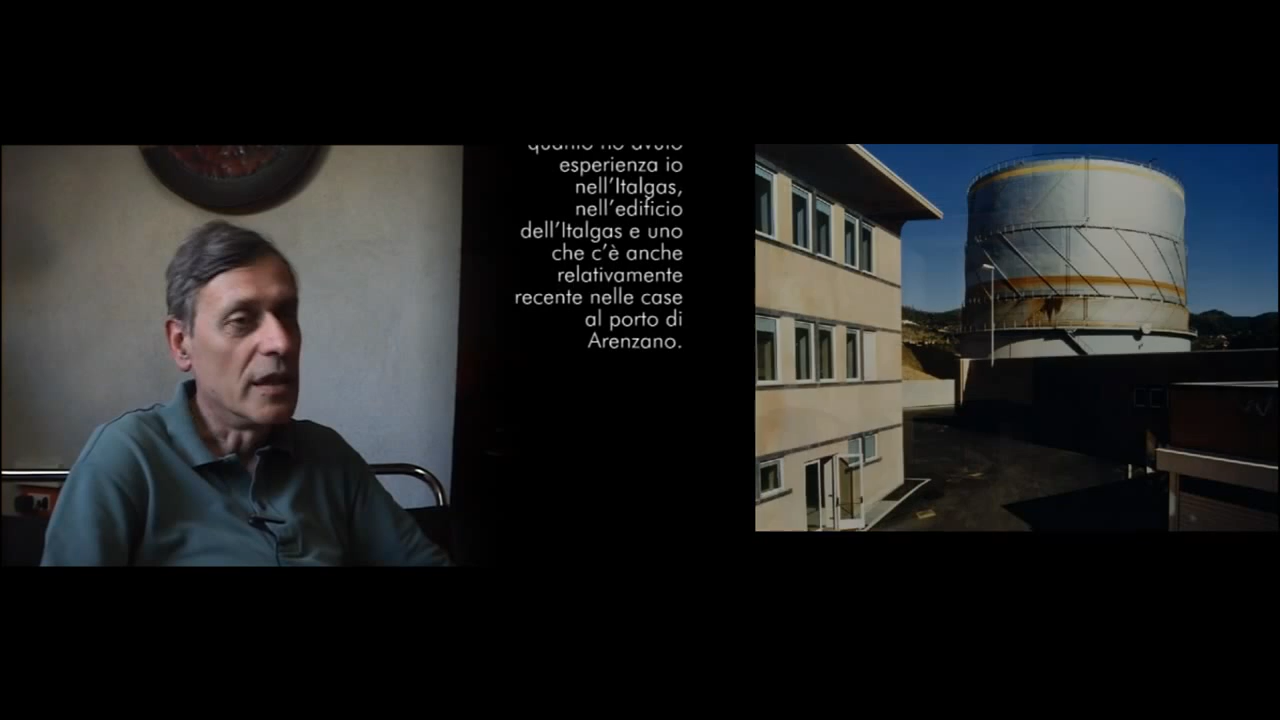 esperienza io
nell'Italgas,
nell'edificio
dell'Italgas e uno
che c'è anche
relativamente
recente nelle case
al porto di
Arenzano.